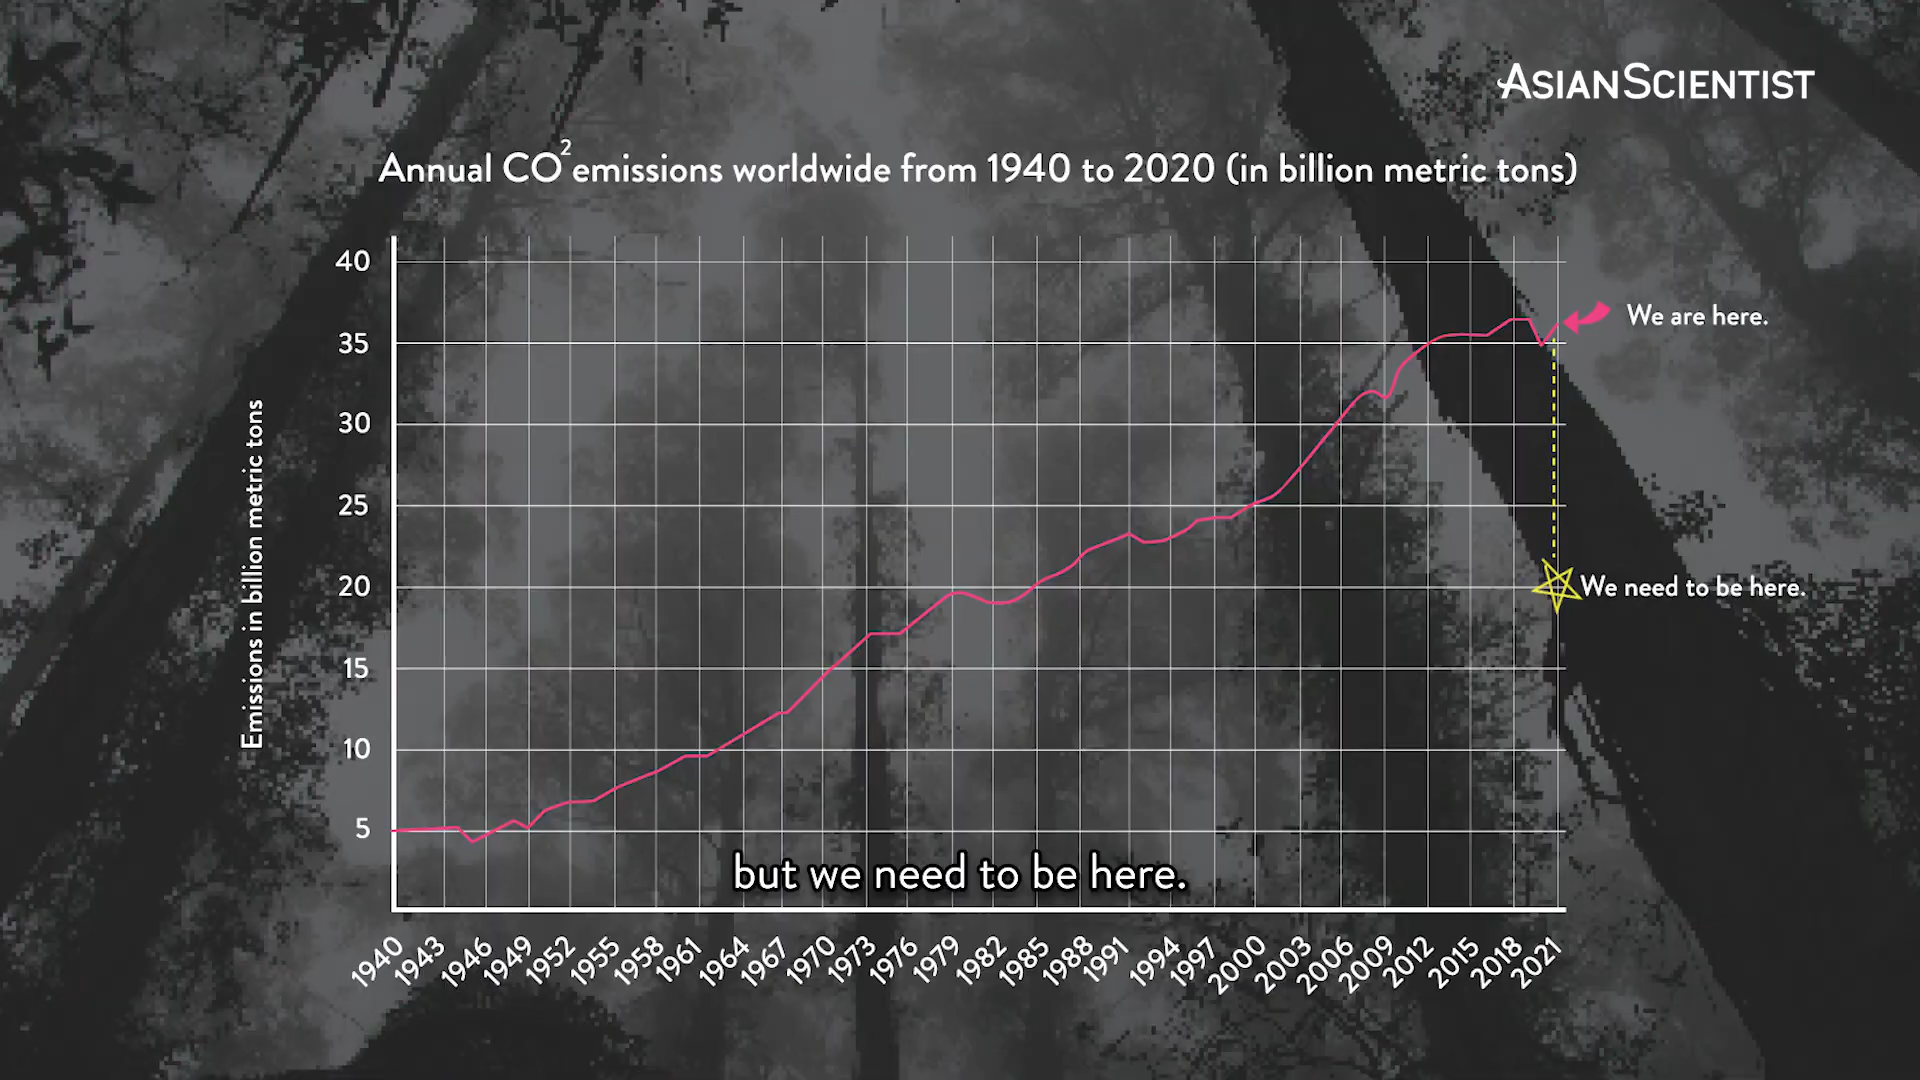 ASIANSCIENTIST
Annual CO² emissions worldwide from 1940 to 2020 (in billion metric tons)
Emissions in billion metric tons
40
35
30
25
20
15
10
5
We are here.
We need to be here.
but we need to be here.
1940 1943 1946 1949 1952 1955 1958 1961 1964 1967 1970 1973 1976 1979 1982 1985 1988 1991 1994 1997 2000 2003 2006 2009 2012 2015 2018 2021